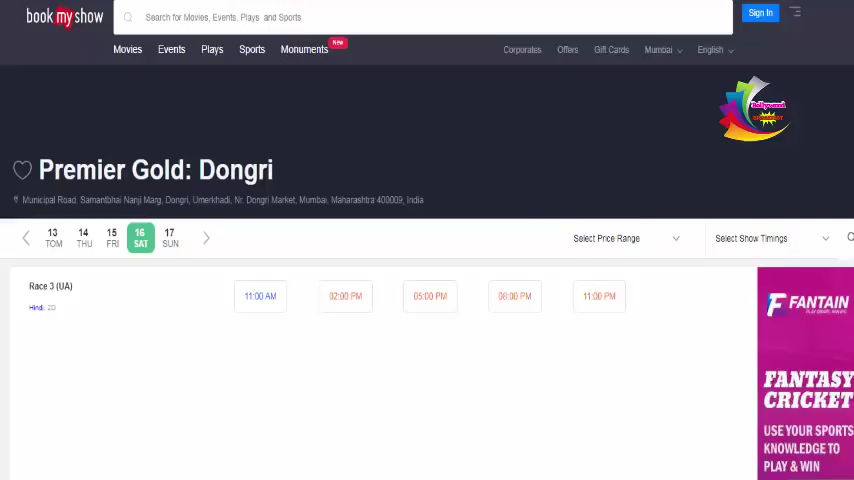 book my show
Search for Movies, Events, Plays and Sports
Sign In
Movies Events Plays Sports Monuments New
Corporates Offers Gift Cards Mumbai English
Bollywood
Premier Gold: Dongri
Municipal Road, Samantbhai Nanji Marg, Dongri, Umerkhadi, Nr. Dongri Market, Mumbai, Maharashtra 400009, India
13 14 15 16 17
TOM THU FRI SAT SUN
Select Price Range Select Show Timings
Race 3 (UA) 11:00 AM 02:00 PM 05:00 PM 08:00 PM 11:00 PM
Hindi, 2D
FANTAIN
FANTASY
CRICKET
USE YOUR SPORTS
KNOWLEDGE TO
PLAY & WIN